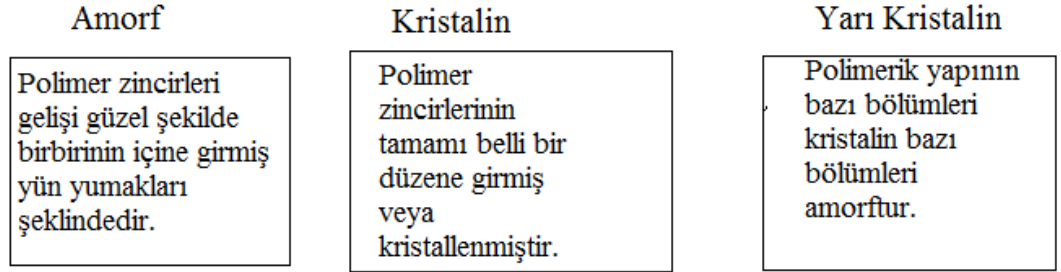 Amorf
Polimer zincirleri
gelişi güzel şekilde
birbirinin içine girmiş
yün yumakları
şeklindedir.
Kristalin
Polimer
zincirlerinin
tamamı belli bir
düzene girmiş
veya
kristallenmiştir.
Yarı Kristalin
Polimerik yapının
bazı bölümleri
kristalin bazı
bölümleri
amorftur.